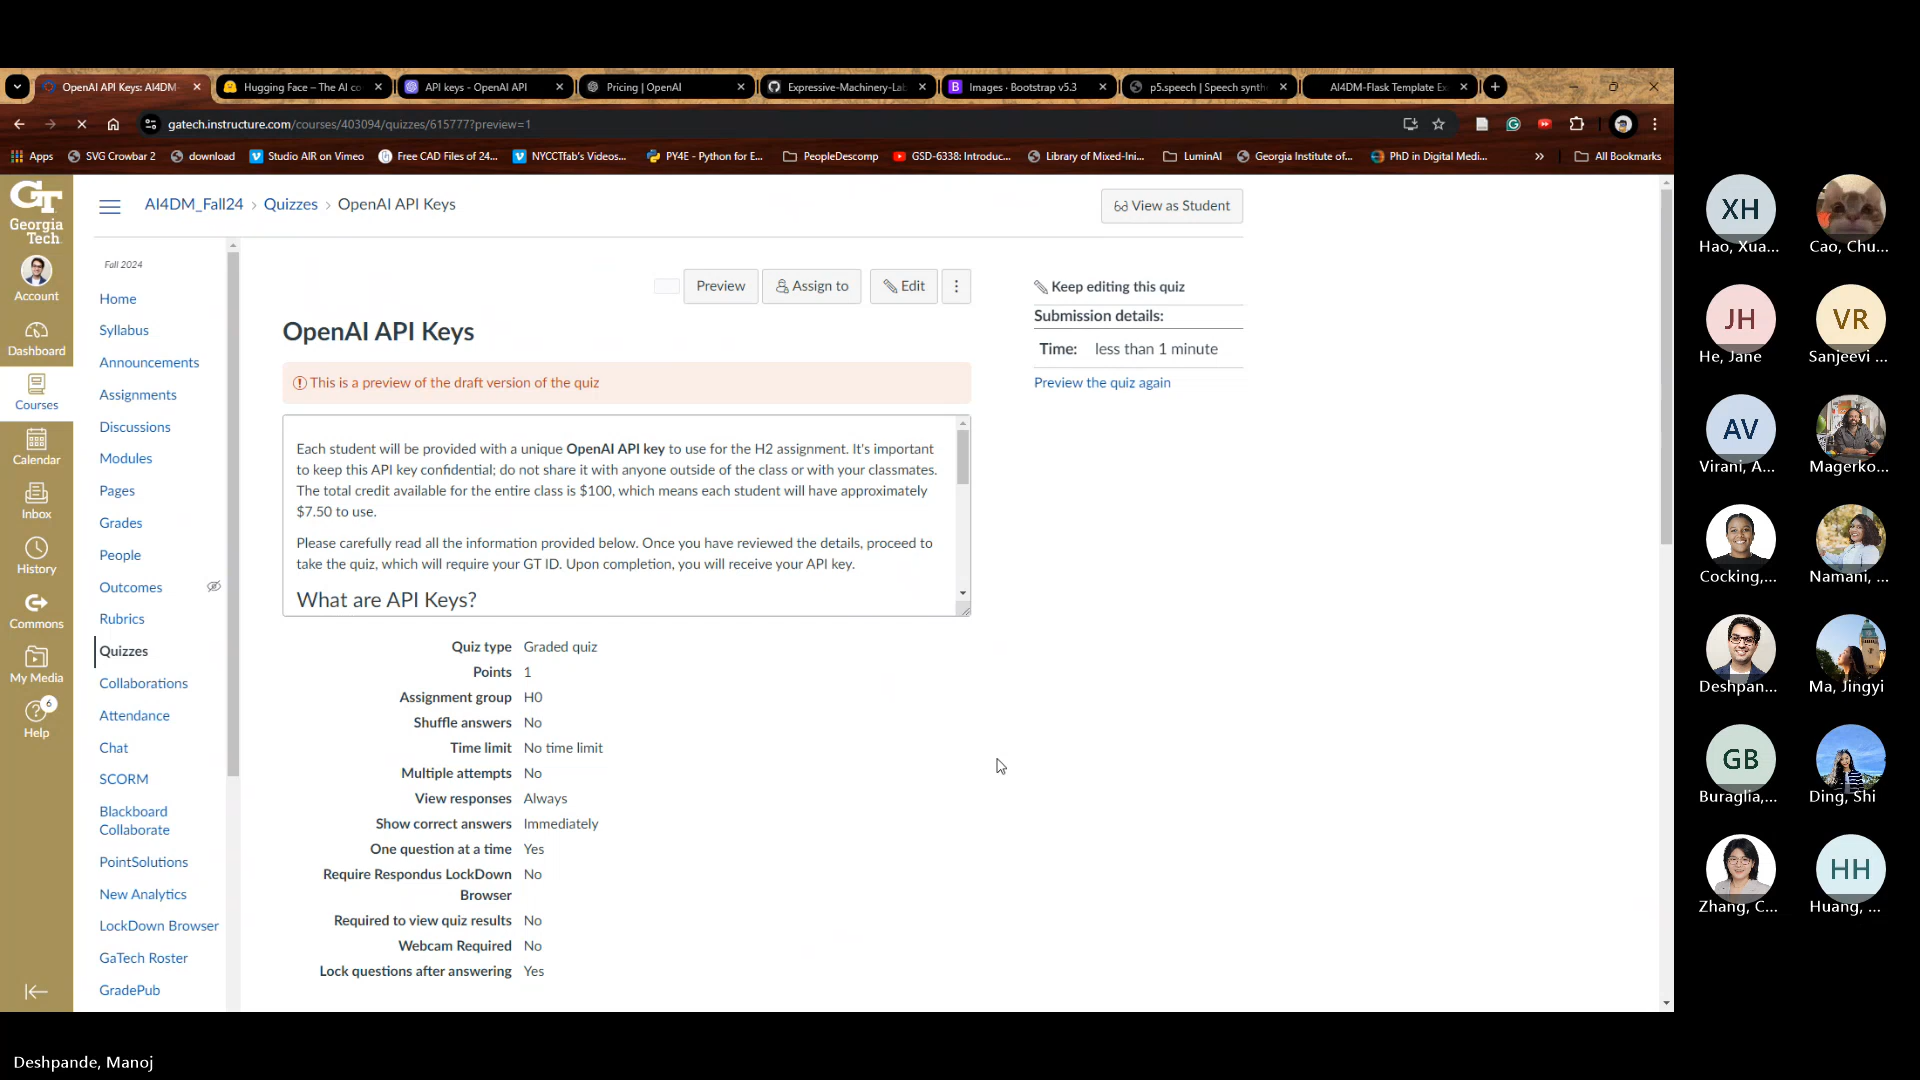 OpenAI API Keys: AI4DM-
Hugging Face – The AI co
API keys - OpenAI API
Pricing | OpenAI
Expressive-Machinery-Lab
Images · Bootstrap v5.3
p5.speech | Speech synth
AI4DM-Flask Template Ex
gatech.instructure.com/courses/403094/quizzes/615777?preview=1
Apps
SVG Crowbar 2
download
Studio AIR on Vimeo
Free CAD Files of 24...
NYCCTfab's Videos...
PY4E - Python for E...
PeopleDescomp
GSD-6338: Introduc...
Library of Mixed-Ini...
LuminAI
Georgia Institute of...
PhD in Digital Medi...
»
All Bookmarks
GT
Georgia
Tech
Account
Dashboard
Courses
Calendar
Inbox
History
Commons
My Media
6
Help
AI4DM_Fall24 › Quizzes › OpenAI API Keys
View as Student
Fall 2024
Home
Syllabus
Announcements
Assignments
Discussions
Modules
Pages
Grades
People
Outcomes
Rubrics
Quizzes
Collaborations
Attendance
Chat
SCORM
Blackboard
Collaborate
PointSolutions
New Analytics
LockDown Browser
GaTech Roster
GradePub
Preview
Assign to
Edit
OpenAI API Keys
This is a preview of the draft version of the quiz
Each student will be provided with a unique OpenAI API key to use for the H2 assignment. It's important
to keep this API key confidential; do not share it with anyone outside of the class or with your classmates.
The total credit available for the entire class is $100, which means each student will have approximately
$7.50 to use.
Please carefully read all the information provided below. Once you have reviewed the details, proceed to
take the quiz, which will require your GT ID. Upon completion, you will receive your API key.
What are API Keys?
Quiz type Graded quiz
Points 1
Assignment group H0
Shuffle answers No
Time limit No time limit
Multiple attempts No
View responses Always
Show correct answers Immediately
One question at a time Yes
Require Respondus LockDown No
Browser
Required to view quiz results No
Webcam Required No
Lock questions after answering Yes
Keep editing this quiz
Submission details:
Time: less than 1 minute
Preview the quiz again
XH
Hao, Xua...
Cao, Chu...
JH
He, Jane
VR
Sanjeevi ...
AV
Virani, A...
Magerko...
Cocking,...
Namani, ...
Deshpan...
Ma, Jingyi
GB
Buraglia,...
Ding, Shi
Zhang, C...
HH
Huang, ...
Deshpande, Manoj